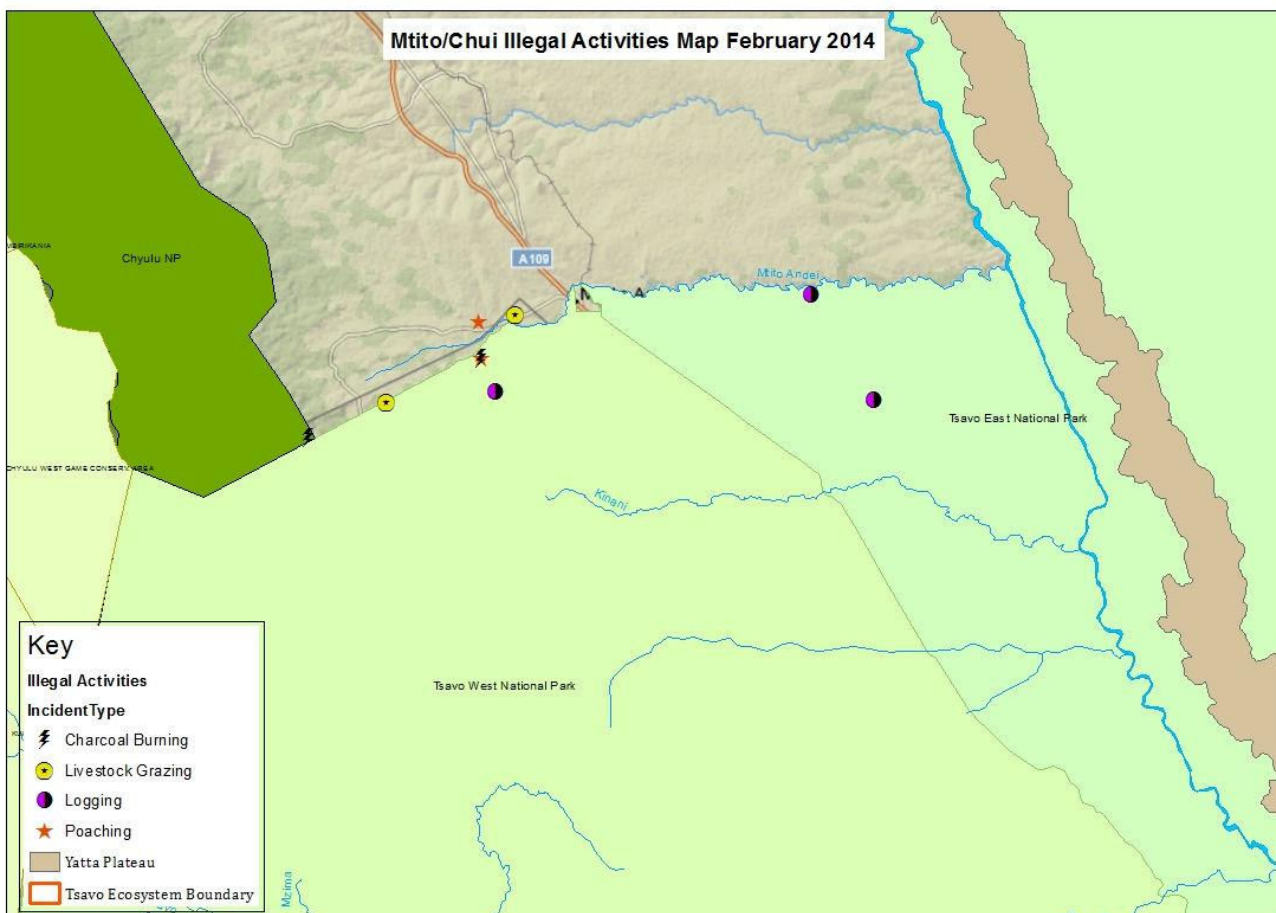 Mtito/Chui Illegal Activities Map February 2014
Chyulu NP
A109
Mtito Andei
Tsavo East National Park
CHYULU WEST GAME CONSERV. AREA
Kinani
Tsavo West National Park
Key
Illegal Activities
IncidentType
Charcoal Burning
Livestock Grazing
Logging
Poaching
Yatta Plateau
Tsavo Ecosystem Boundary
Mzima